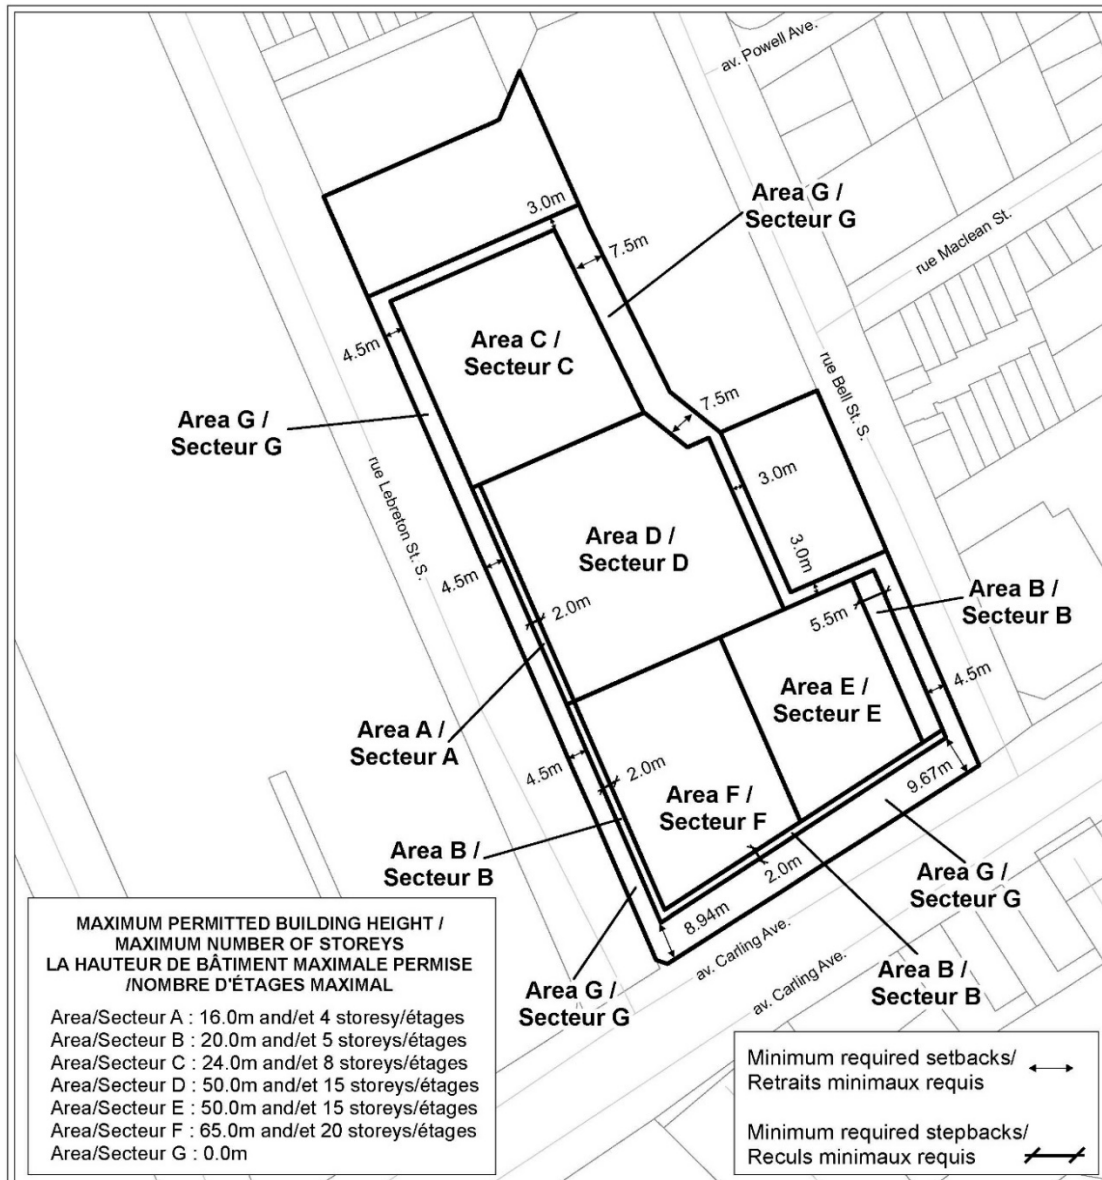 av. Powell Ave.
Area G /
Secteur G
3.0m
7.5m
rue Maclean St.
4.5m
Area C /
Secteur C
rue Bell St. S.
Area G /
Secteur G
7.5m
rue Lebreton St. S.
3.0m
Area D /
Secteur D
4.5m
3.0m
2.0m
Area B /
Secteur B
5.5m
Area E /
Secteur E
4.5m
Area A /
Secteur A
4.5m
2.0m
9.67m
Area F /
Secteur F
Area B /
Secteur B
2.0m
Area G /
Secteur G
8.94m
av. Carling Ave.
av. Carling Ave.
Area B /
Secteur B
Area G /
Secteur G
MAXIMUM PERMITTED BUILDING HEIGHT /
MAXIMUM NUMBER OF STOREYS
LA HAUTEUR DE BÂTIMENT MAXIMALE PERMISE
/NOMBRE D'ÉTAGES MAXIMAL
Area/Secteur A : 16.0m and/et 4 storesy/étages
Area/Secteur B : 20.0m and/et 5 storeys/étages
Area/Secteur C : 24.0m and/et 8 storeys/étages
Area/Secteur D : 50.0m and/et 15 storeys/étages
Area/Secteur E : 50.0m and/et 15 storeys/étages
Area/Secteur F : 65.0m and/et 20 storeys/étages
Area/Secteur G : 0.0m
Minimum required setbacks/
Retraits minimaux requis
Minimum required stepbacks/
Reculs minimaux requis